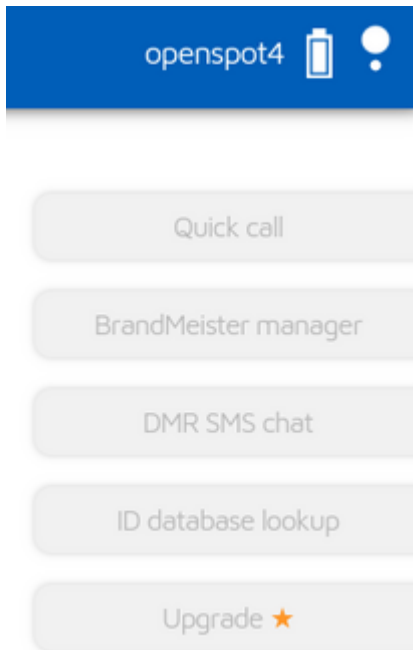 openspot4
Quick call
BrandMeister manager
DMR SMS chat
ID database lookup
Upgrade ★